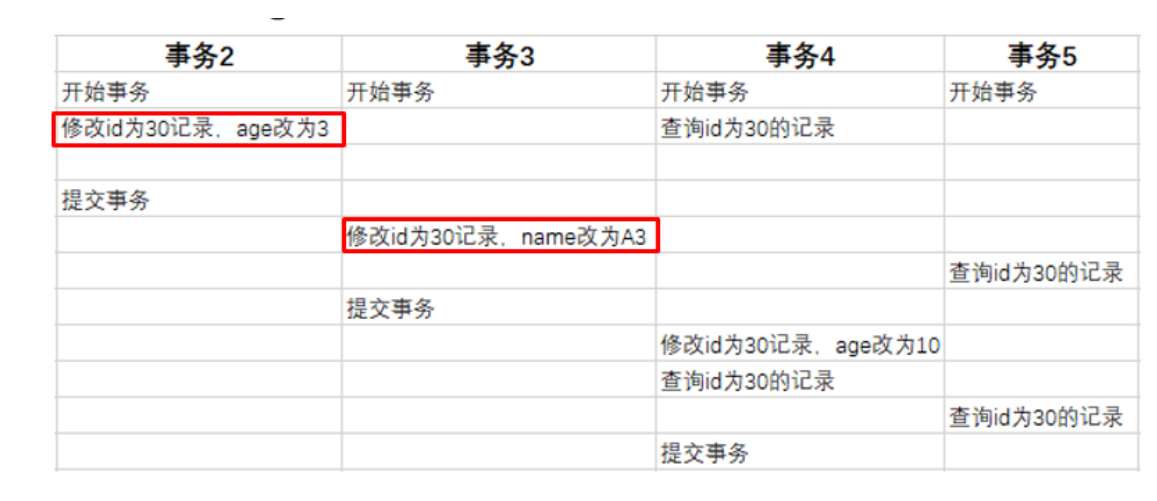 事务2 事务3 事务4 事务5
开始事务 开始事务 开始事务 开始事务
修改id为30记录，age改为3 查询id为30的记录
提交事务
修改id为30记录，name改为A3
查询id为30的记录
提交事务
修改id为30记录，age改为10
查询id为30的记录
查询id为30的记录
提交事务